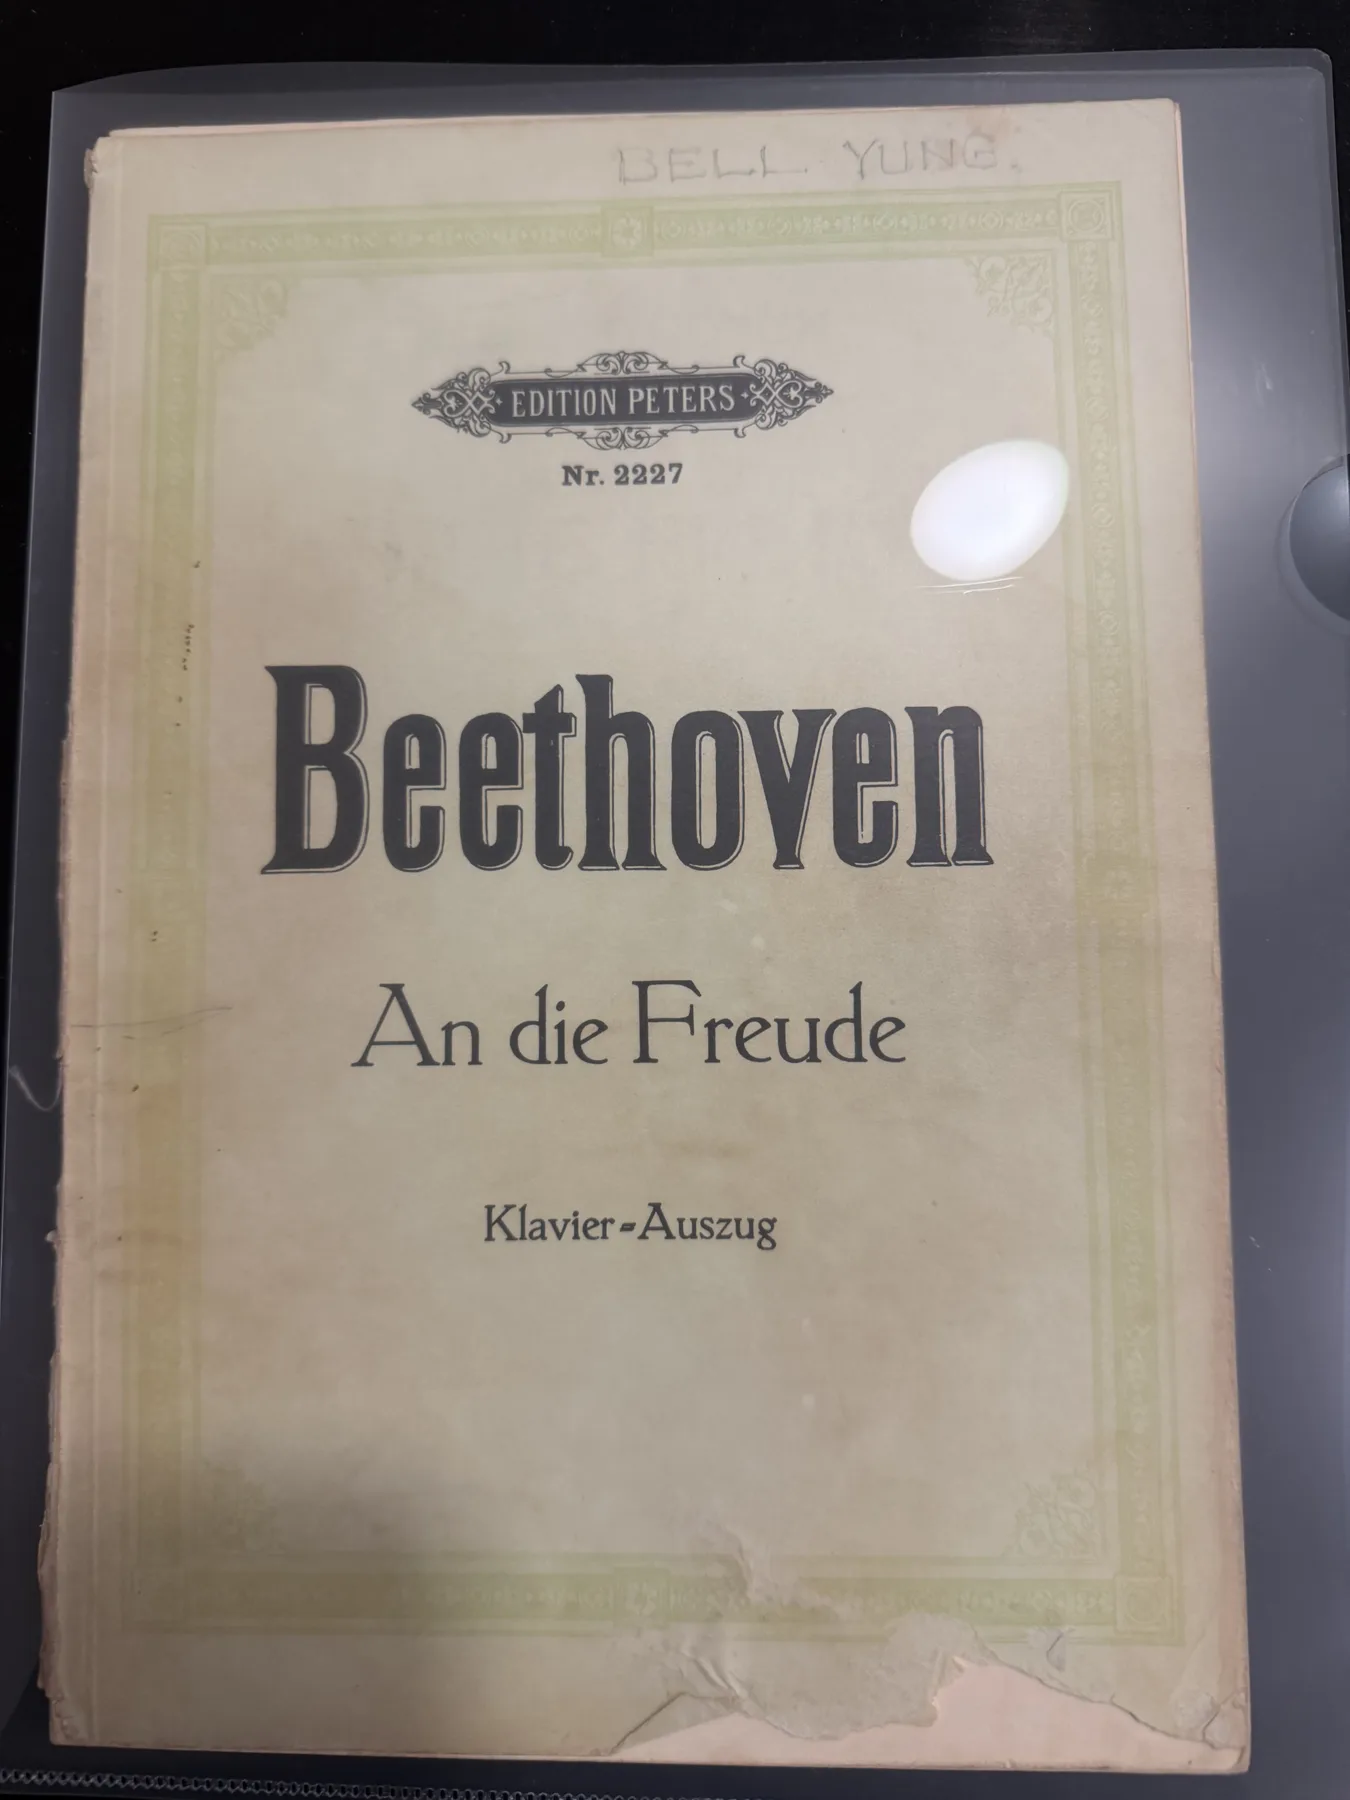 BELL YUNG.
EDITION PETERS
Nr. 2227
Beethoven
An die Freude
Klavier-Auszug